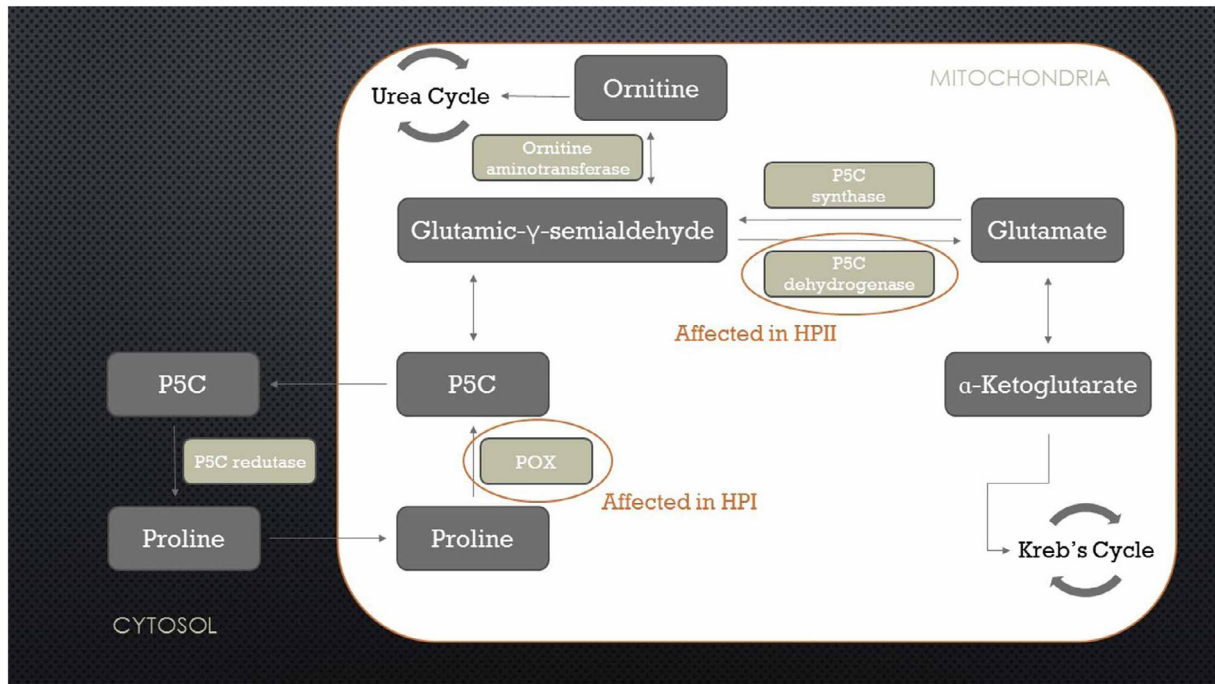 MITOCHONDRIA
Urea Cycle
Ornitine
Ornitine
aminotransferase
P5C
synthase
Glutamic-γ-semialdehyde
Glutamate
P5C
dehydrogenase
Affected in HPII
P5C
P5C
α-Ketoglutarate
P5C redutase
POX
Affected in HPI
Proline
Proline
Kreb's Cycle
CYTOSOL